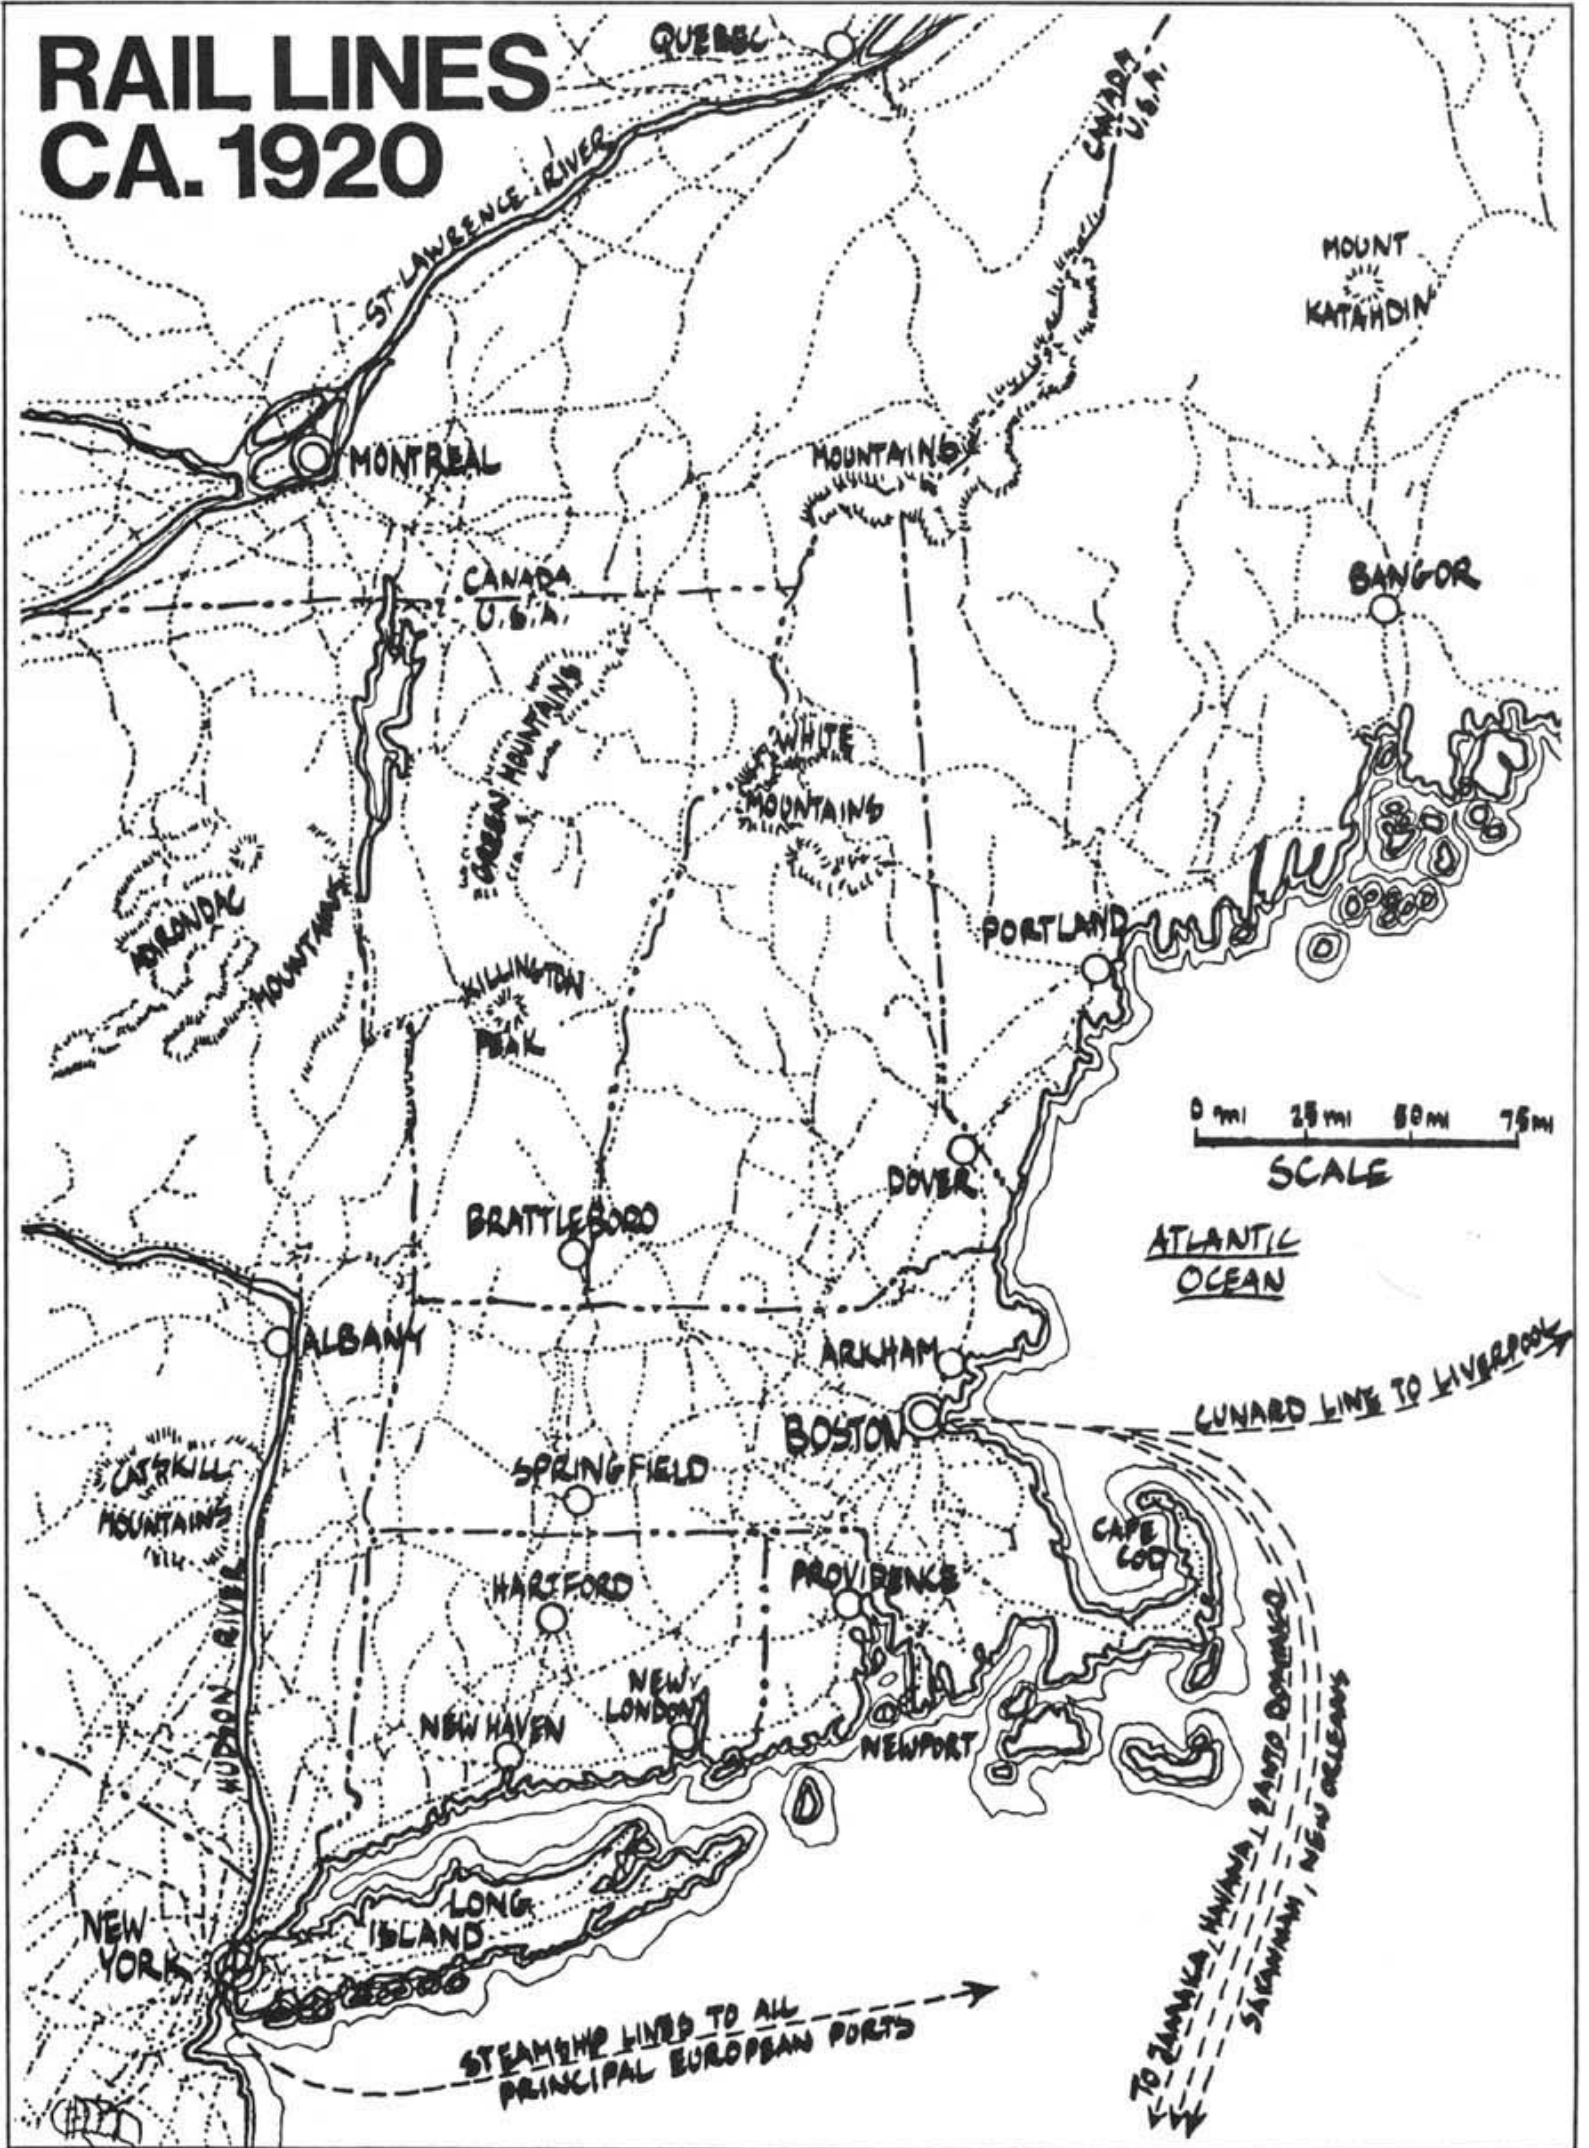 RAIL LINES
CA. 1920
QUEBEC
CANADA
U.S.A.
ST LAWRENCE RIVER
MOUNT
KATAHDIN
MONTREAL
MOUNTAINS
BANGOR
CANADA
U.S.A.
GREEN MOUNTAINS
WHITE
MOUNTAINS
ADIRONDAC
MOUNTAINS
PORTLAND
KILLINGTON
PEAK
0 mi 25 mi 50 mi 75 mi
SCALE
DOVER
BRATTLEBORO
ATLANTIC
OCEAN
ALBANY
ARKHAM
CUNARD LINE TO LIVERPOOL
BOSTON
SPRINGFIELD
CATSKILL
MOUNTAINS
CAPE
COD
HARTFORD
PROVIDENCE
HUDSON RIVER
NEW
LONDON
NEW HAVEN
NEWPORT
LONG
ISLAND
NEW
YORK
STEAMSHIP LINES TO ALL
PRINCIPAL EUROPEAN PORTS
TO JAMAKA, HAVANA, SANTO DOMINGO
SAVANNAH, NEW ORLEANS